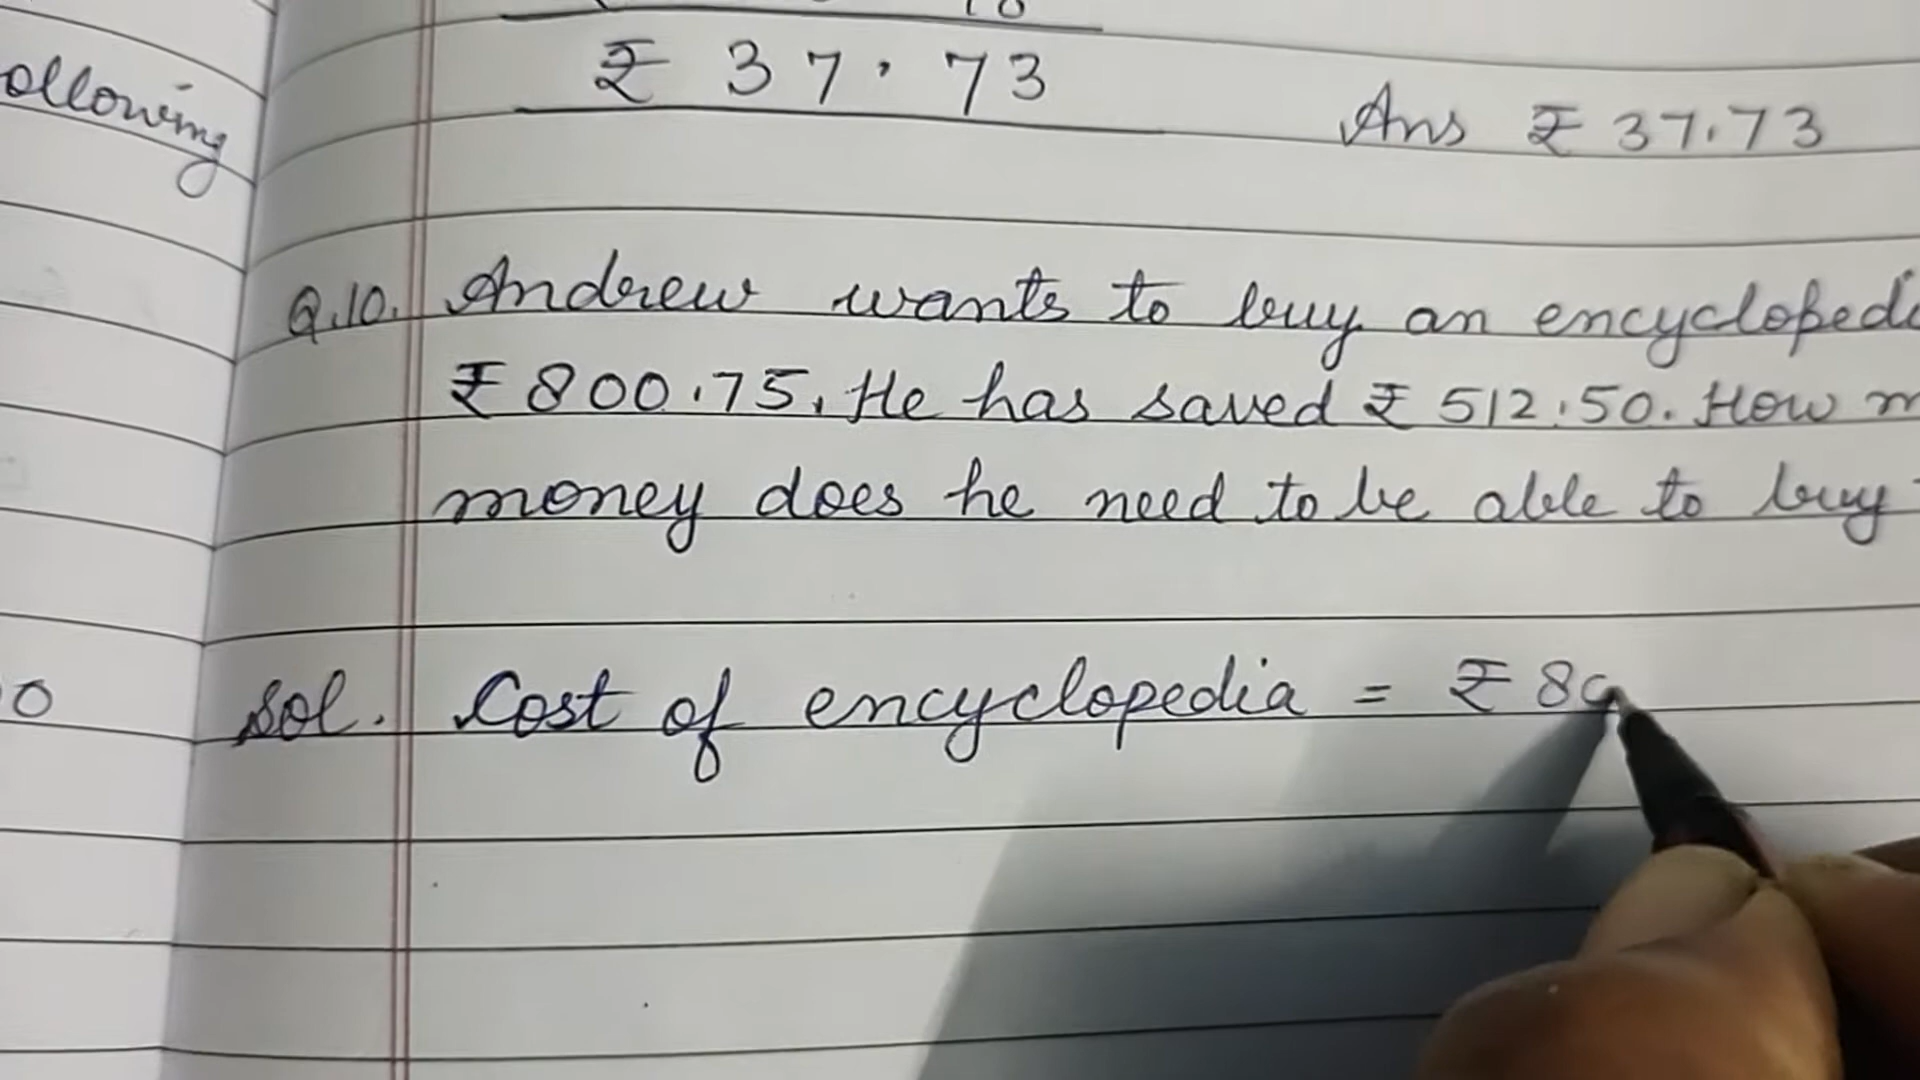 ollowing
₹ 37.73
Ans ₹ 37.73
Q.10. Andrew wants to buy an encyclopedi
₹ 800.75. He has saved ₹ 512.50. How m
money does he need to be able to buy
0
Sol. Cost of encyclopedia = ₹ 8